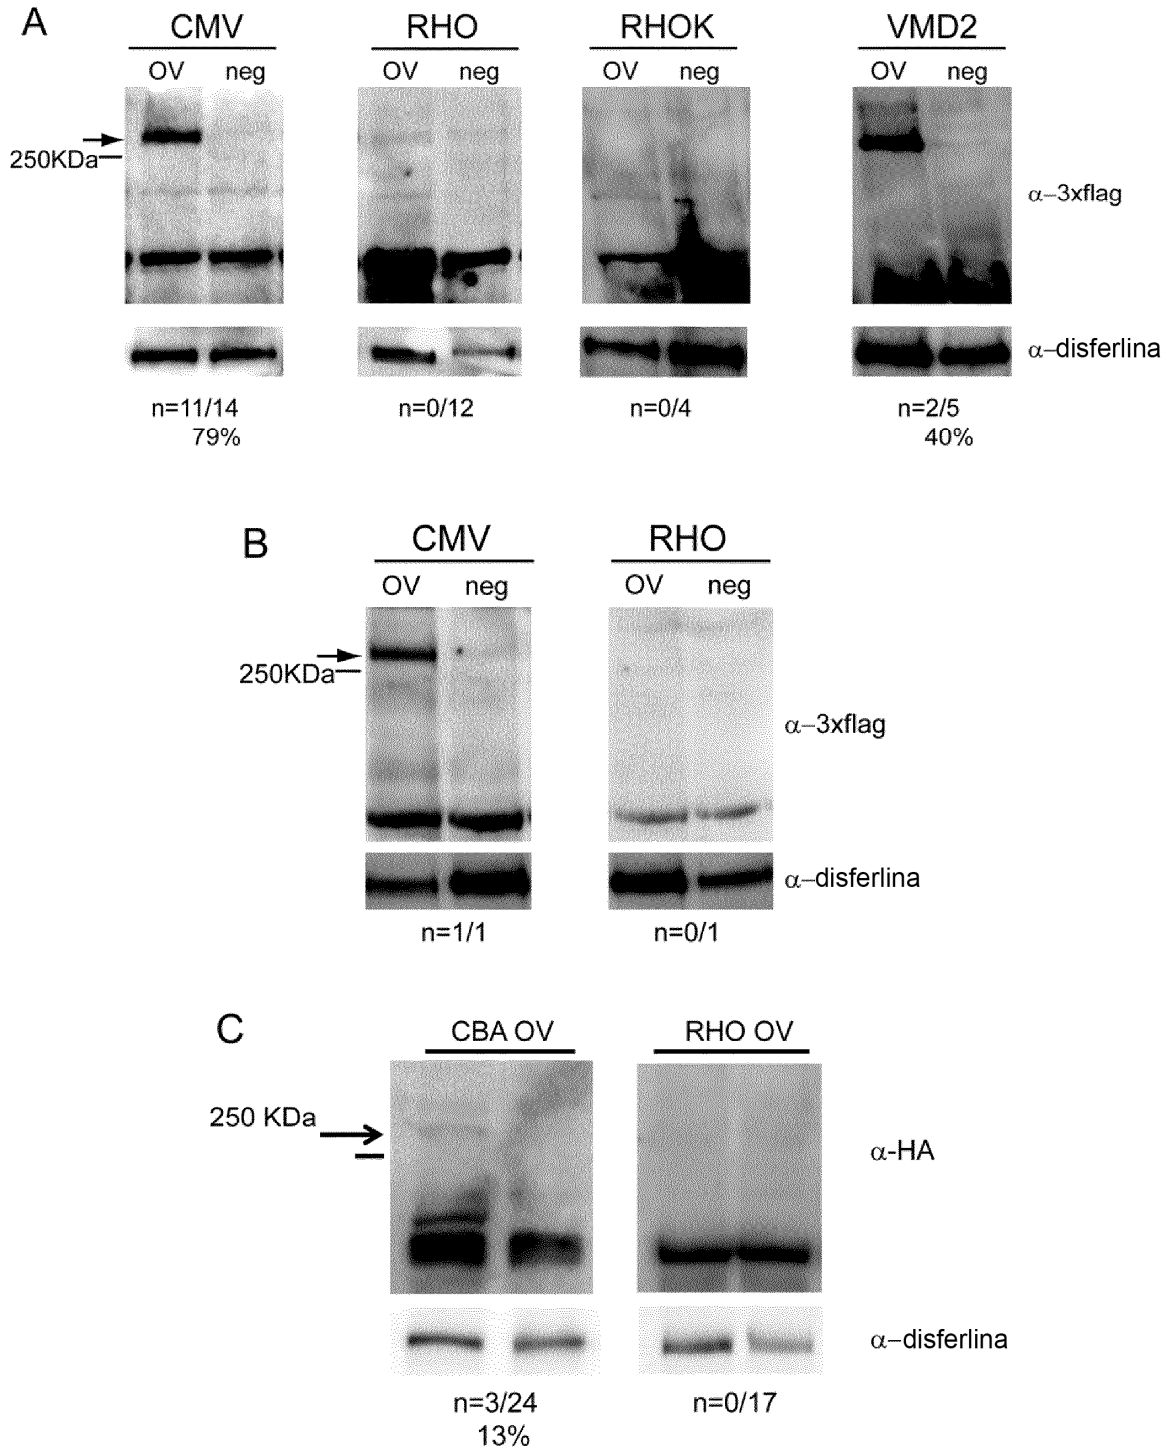 A
CMV RHO RHOK VMD2
OV neg OV neg OV neg OV neg
250KDa
α–3xflag
α–disferlina
n=11/14 n=0/12 n=0/4 n=2/5
79% 40%
B
CMV RHO
OV neg OV neg
250KDa
α–3xflag
α–disferlina
n=1/1 n=0/1
C
CBA OV RHO OV
250 KDa
α-HA
α–disferlina
n=3/24 n=0/17
13%